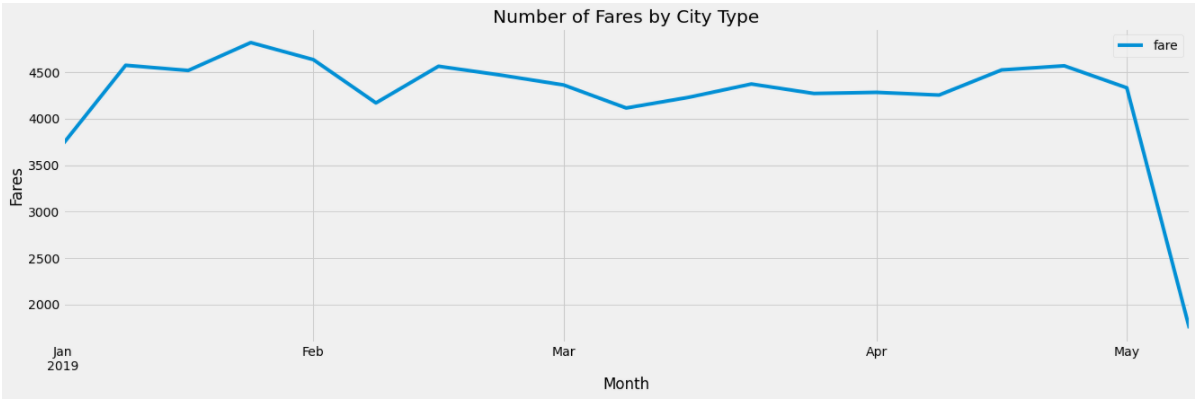 Number of Fares by City Type
fare
4500
4000
3500
3000
2500
2000
Fares
Jan
2019
Feb
Mar
Apr
May
Month